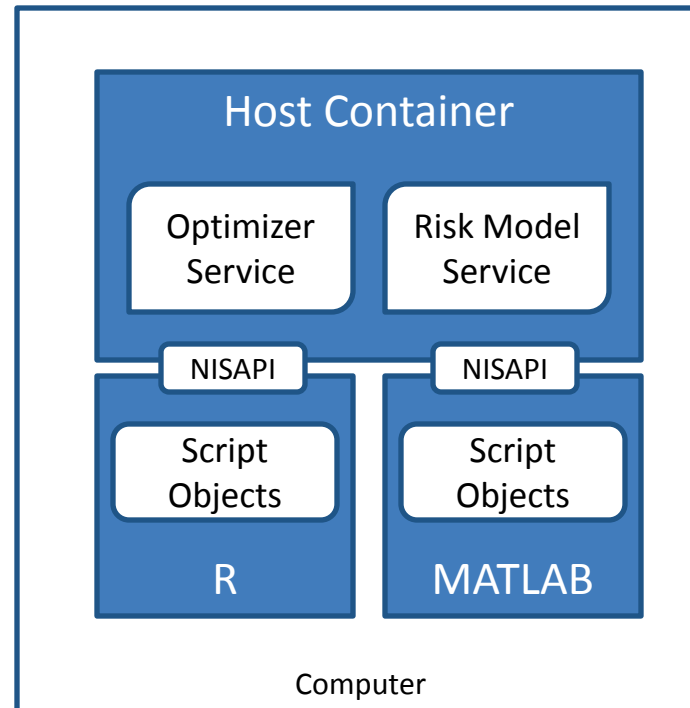 Host Container
Optimizer
Service
Risk Model
Service
NISAPI
NISAPI
Script
Objects
Script
Objects
R
MATLAB
Computer